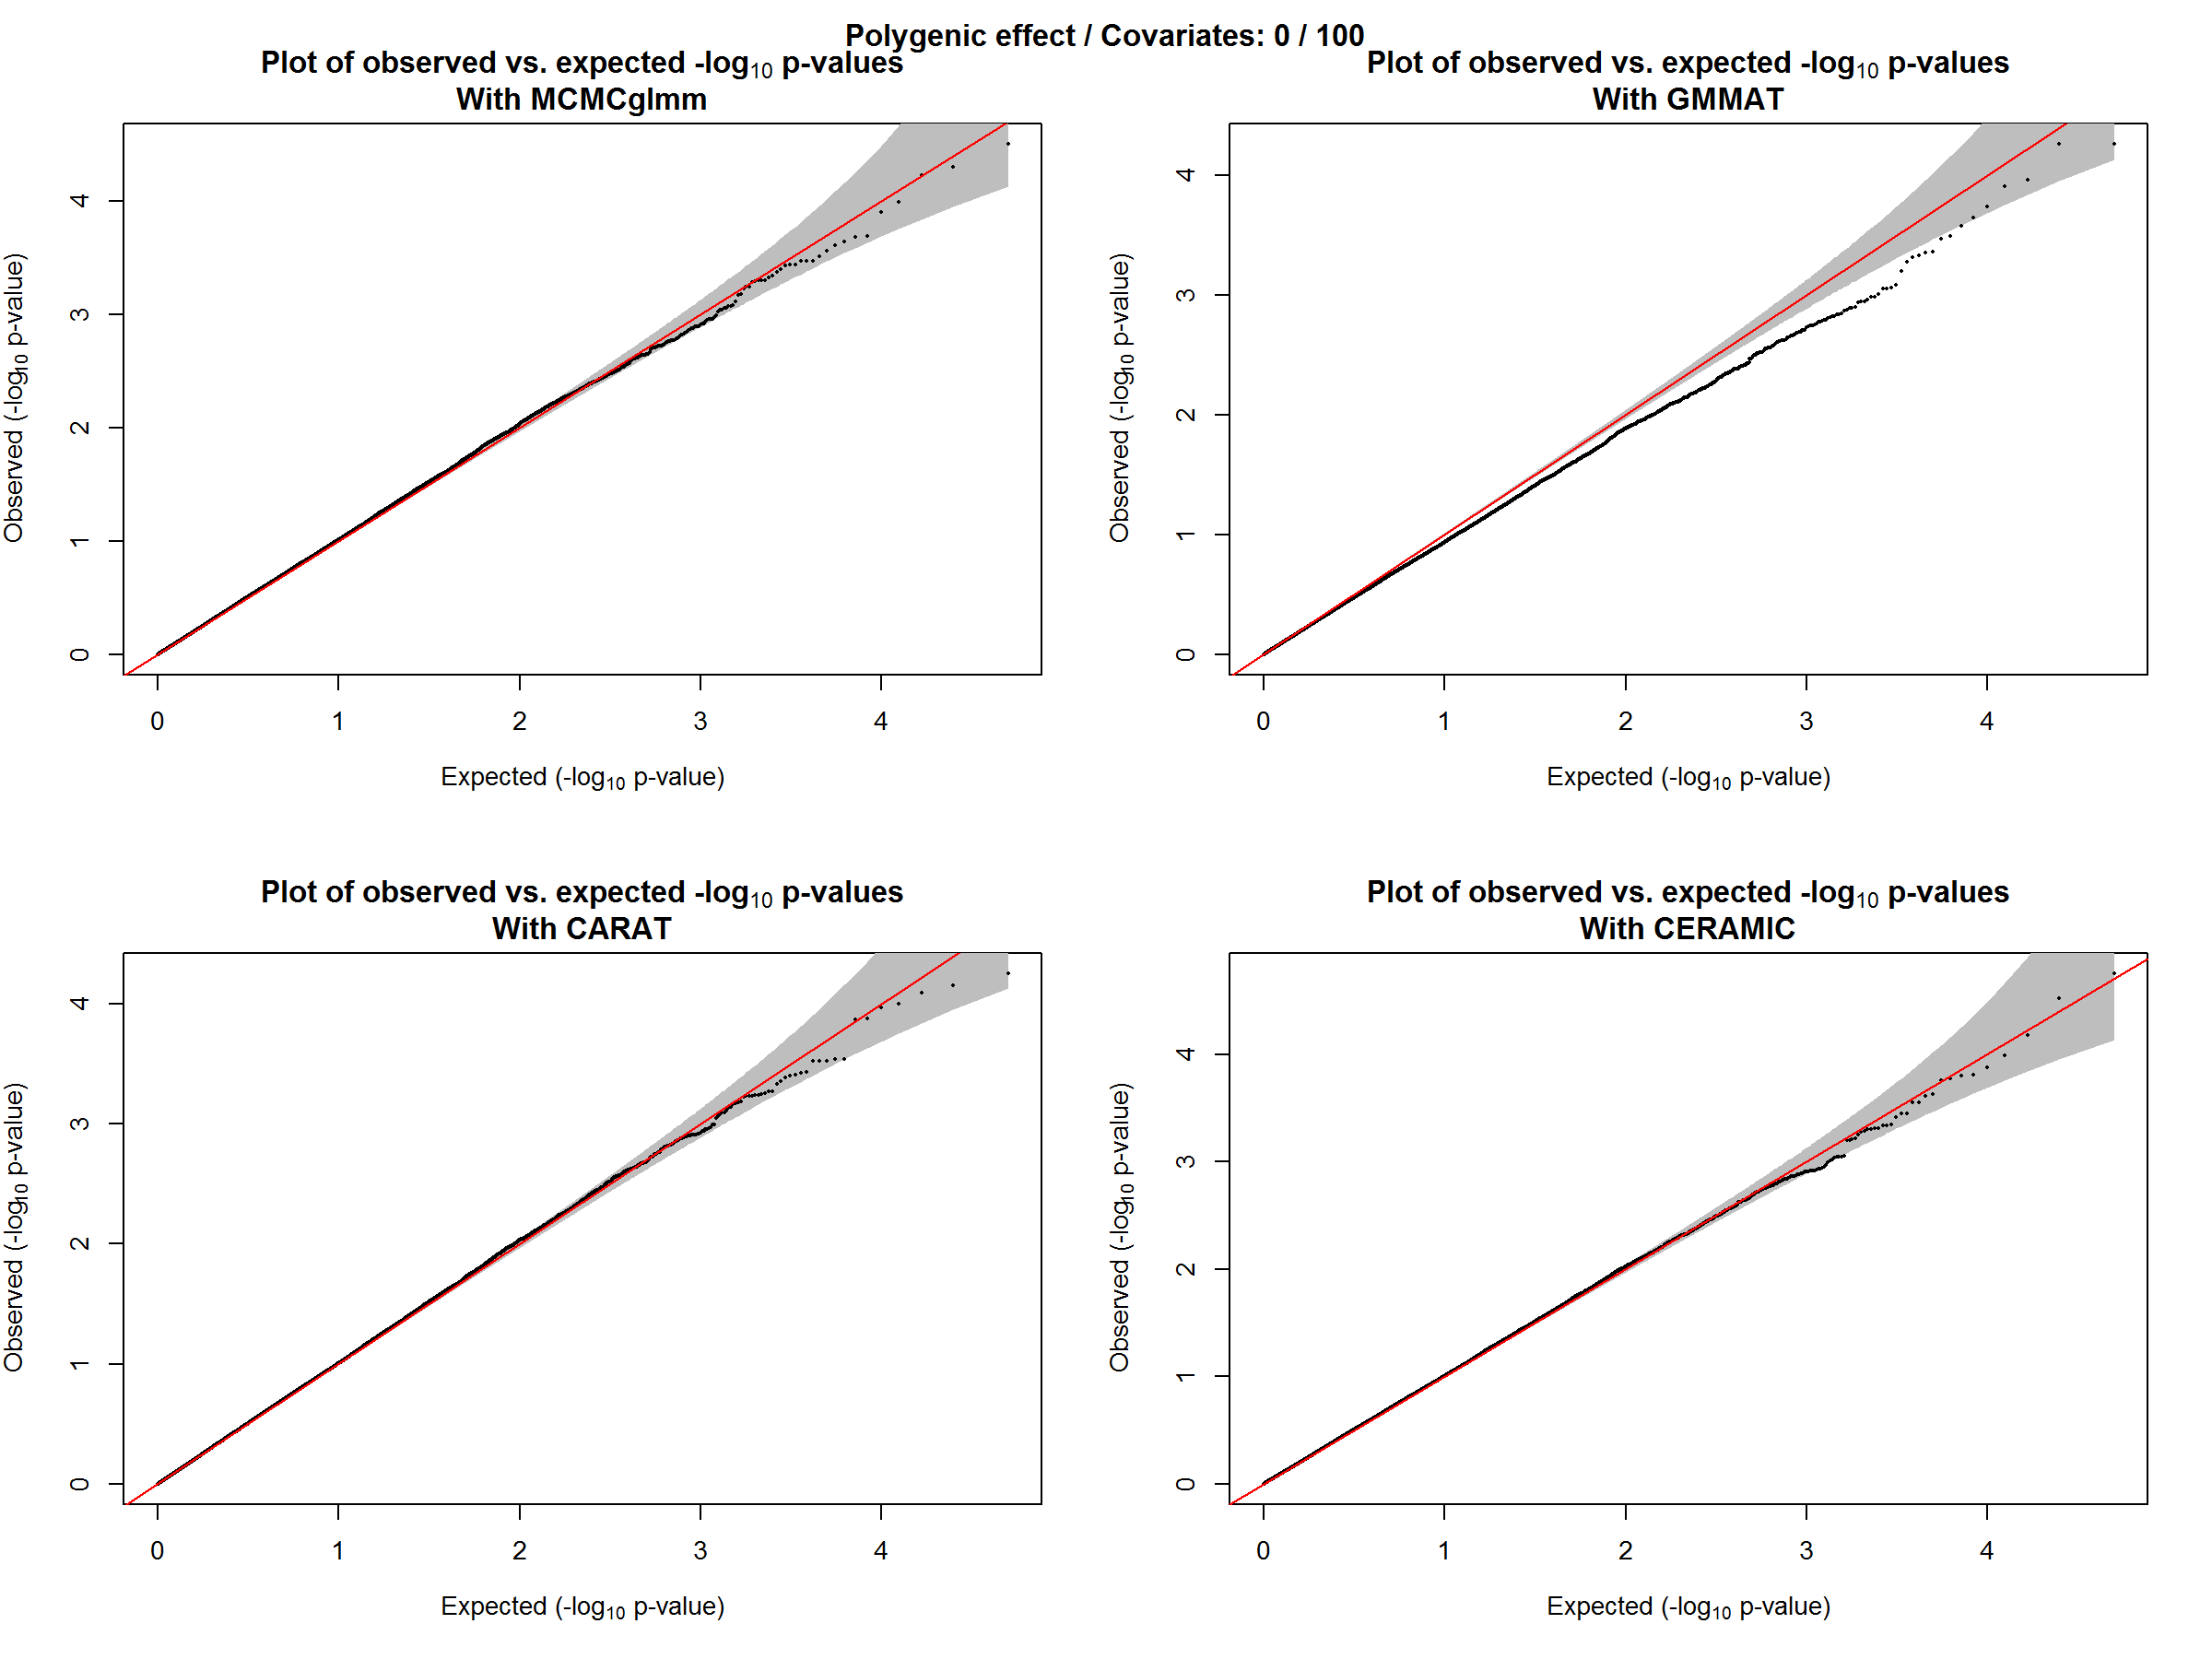 Polygenic effect / Covariates: 0 / 100
Plot of observed vs. expected -log10 p-values
With MCMCglmm
Observed (-log10 p-value)
4
3
2
1
0
0 1 2 3 4
Expected (-log10 p-value)
Plot of observed vs. expected -log10 p-values
With GMMAT
Observed (-log10 p-value)
4
3
2
1
0
0 1 2 3 4
Expected (-log10 p-value)
Plot of observed vs. expected -log10 p-values
With CARAT
Observed (-log10 p-value)
4
3
2
1
0
0 1 2 3 4
Expected (-log10 p-value)
Plot of observed vs. expected -log10 p-values
With CERAMIC
Observed (-log10 p-value)
4
3
2
1
0
0 1 2 3 4
Expected (-log10 p-value)